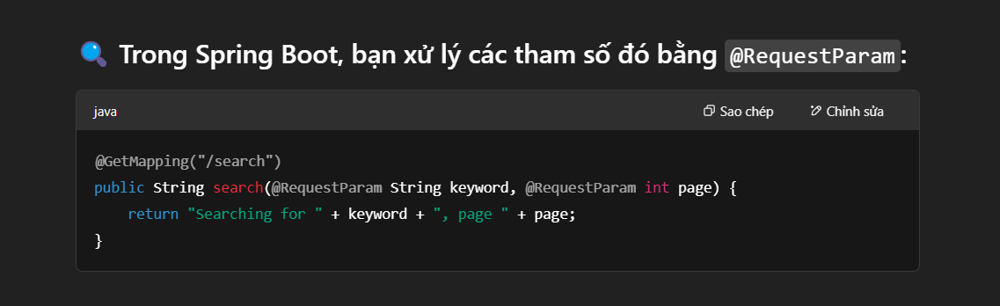 🔍 Trong Spring Boot, bạn xử lý các tham số đó bằng @RequestParam:
java Sao chép Chỉnh sửa
@GetMapping("/search")
public String search(@RequestParam String keyword, @RequestParam int page) {
    return "Searching for " + keyword + ", page " + page;
}